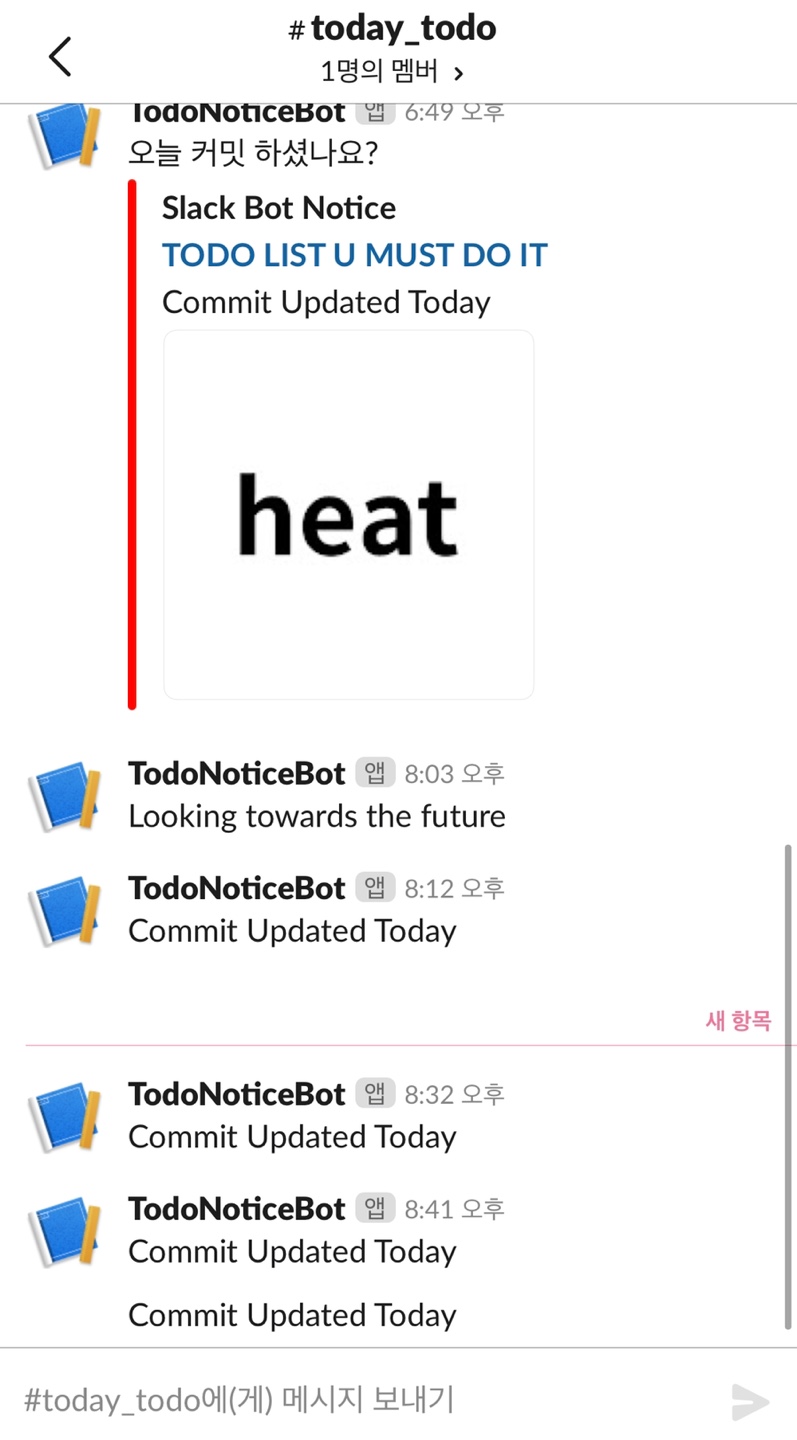 # today_todo
1명의 멤버 >
TodoNoticeBot 앱 6:49 오후
오늘 커밋 하셨나요?
Slack Bot Notice
TODO LIST U MUST DO IT
Commit Updated Today
heat
TodoNoticeBot 앱 8:03 오후
Looking towards the future
TodoNoticeBot 앱 8:12 오후
Commit Updated Today
새 항목
TodoNoticeBot 앱 8:32 오후
Commit Updated Today
TodoNoticeBot 앱 8:41 오후
Commit Updated Today
Commit Updated Today
#today_todo에(게) 메시지 보내기